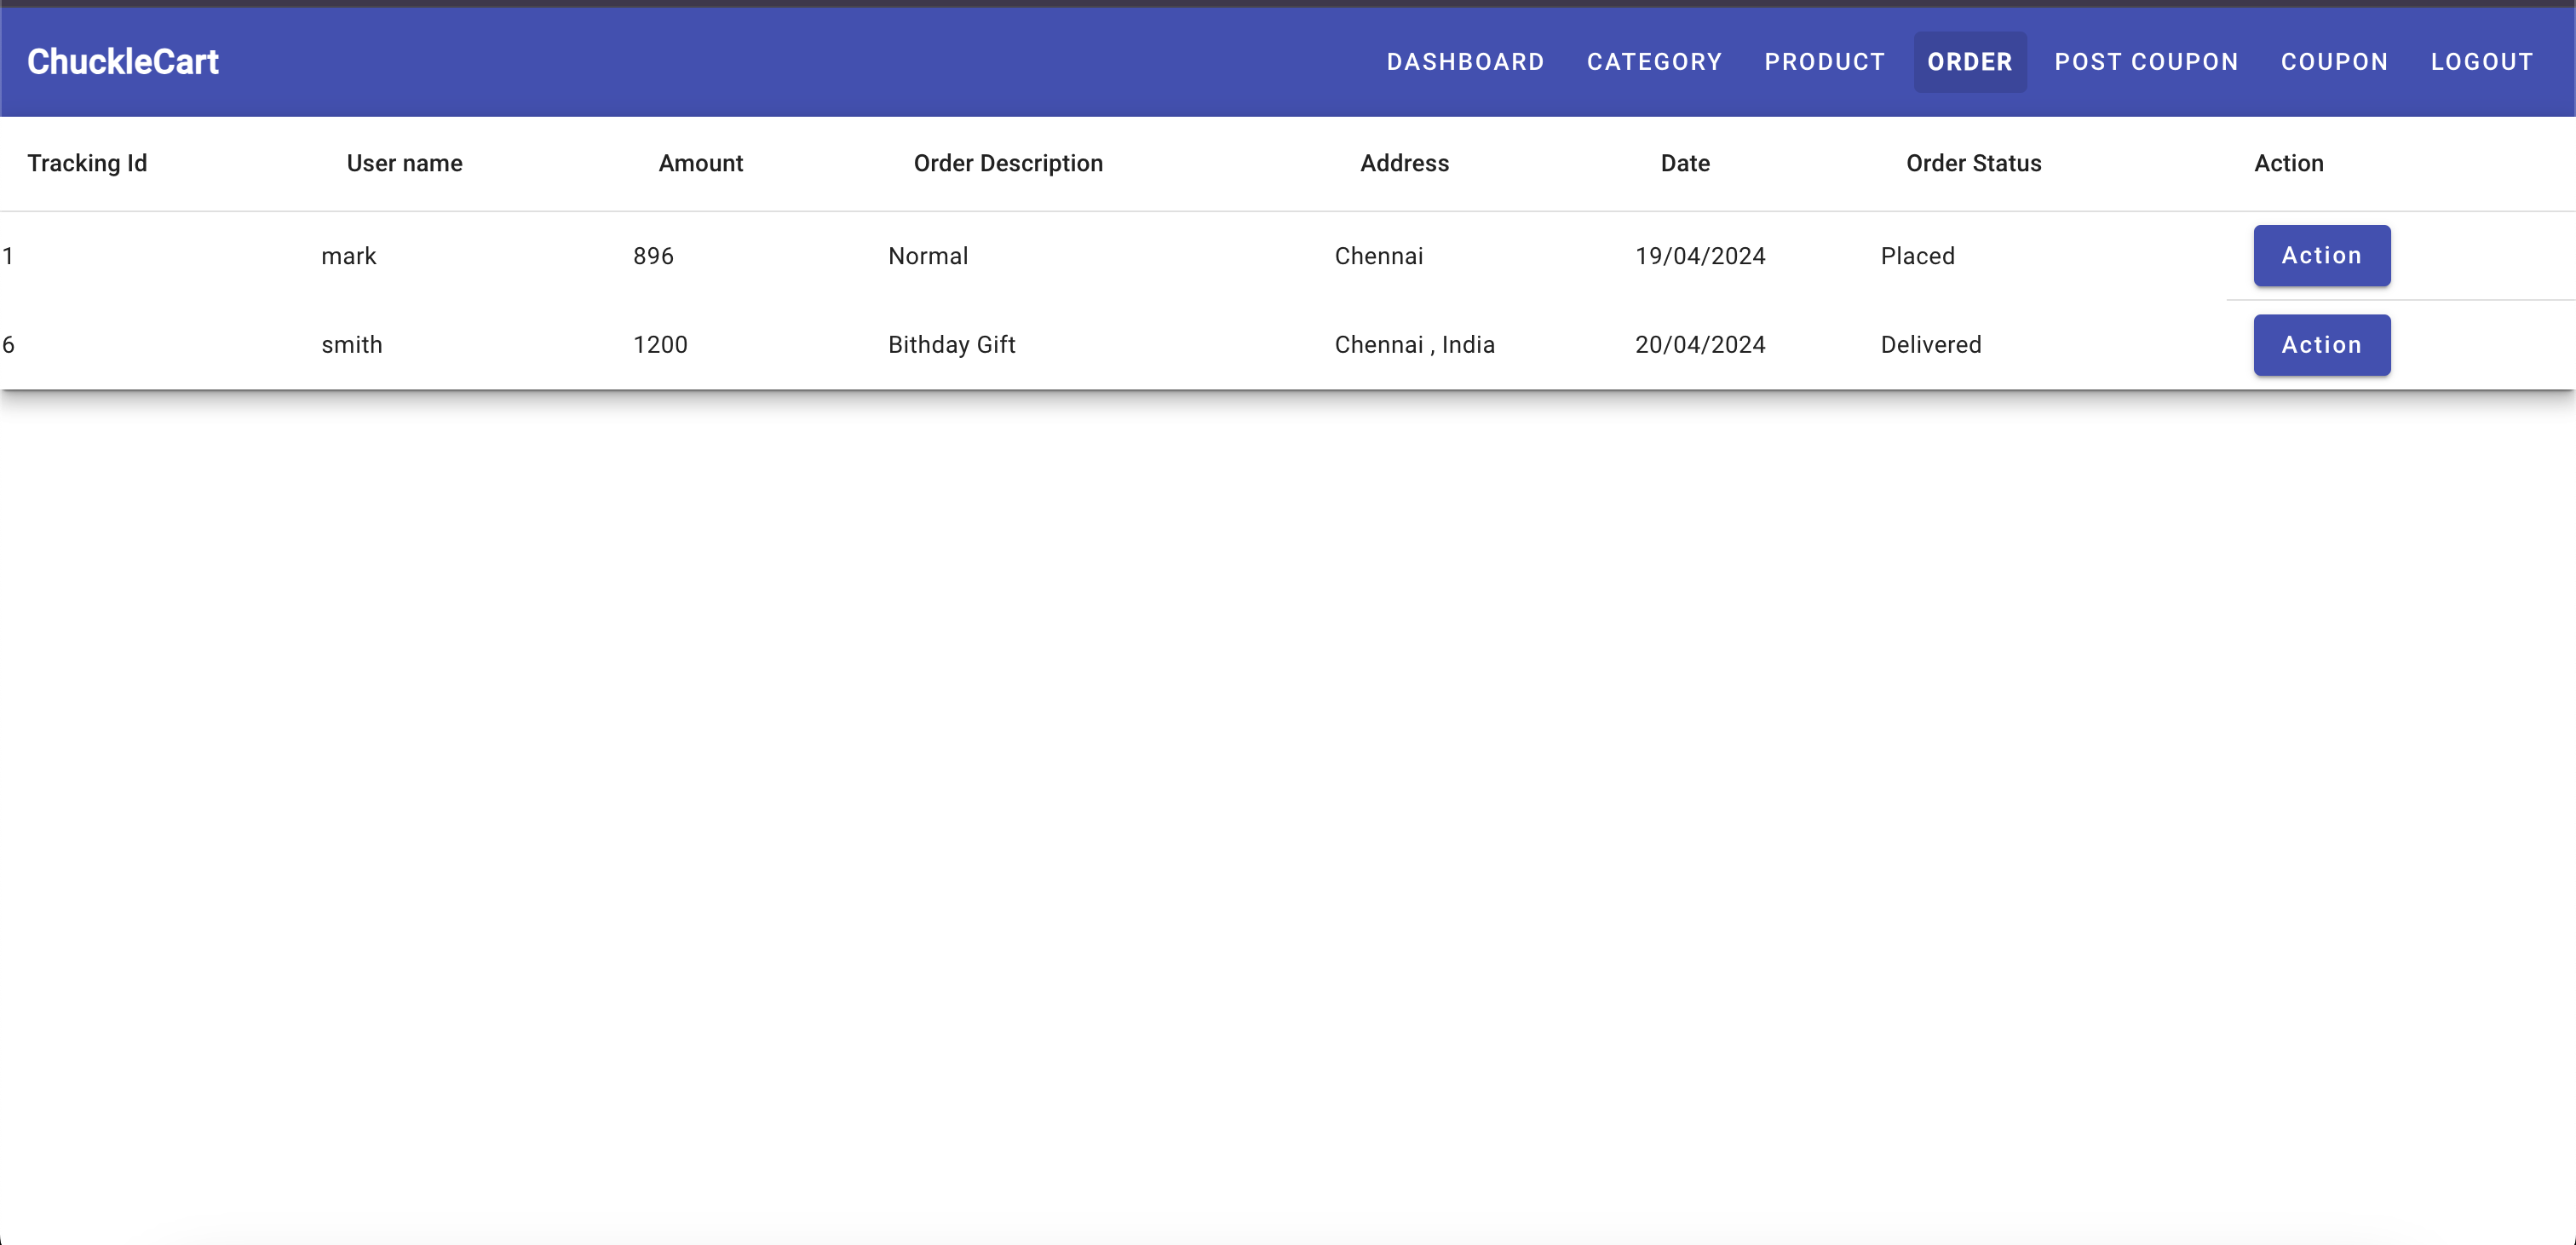 ChuckleCart DASHBOARD CATEGORY PRODUCT ORDER POST COUPON COUPON LOGOUT
Tracking Id User name Amount Order Description Address Date Order Status Action
1 mark 896 Normal Chennai 19/04/2024 Placed Action
6 smith 1200 Bithday Gift Chennai , India 20/04/2024 Delivered Action